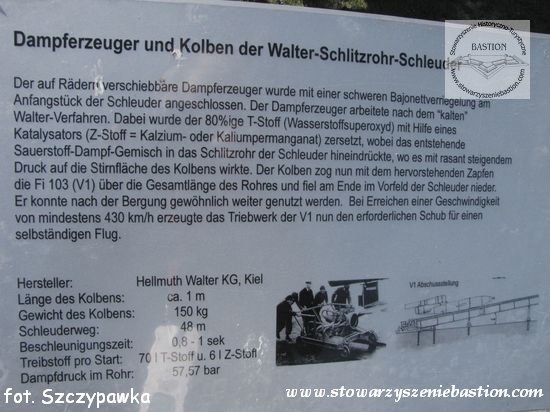 Dampferzeuger und Kolben der Walter-Schlitzrohr-Schleuder
Stowarzyszenie Historyczno-Turystyczne
BASTION
www.stowarzyszeniebastion.com
Der auf Rädern verschiebbare Dampferzeuger wurde mit einer schweren Bajonettverriegelung am
Anfangstück der Schleuder angeschlossen. Der Dampferzeuger arbeitete nach dem "kalten"
Walter-Verfahren. Dabei wurde der 80%ige T-Stoff (Wasserstoffsuperoxyd) mit Hilfe eines
Katalysators (Z-Stoff = Kalzium- oder Kaliumpermanganat) zersetzt, wobei das entstehende
Sauerstoff-Dampf-Gemisch in das Schlitzrohr der Schleuder hineindrückte, wo es mit rasant steigendem
Druck auf die Stirnfläche des Kolbens wirkte. Der Kolben zog nun mit dem hervorstehenden Zapfen
die Fi 103 (V1) über die Gesamtlänge des Rohres und fiel am Ende im Vorfeld der Schleuder nieder.
Er konnte nach der Bergung gewöhnlich weiter genutzt werden. Bei Erreichen einer Geschwindigkeit
von mindestens 430 km/h erzeugte das Triebwerk der V1 nun den erforderlichen Schub für einen
selbständigen Flug.
Hersteller: Hellmuth Walter KG, Kiel
Länge des Kolbens: ca. 1 m
Gewicht des Kolbens: 150 kg
Schleuderweg: 48 m
Beschleunigungszeit: 0,8 - 1 sek
Treibstoff pro Start: 70 l T-Stoff u. 6 l Z-Stoff
Dampfdruck im Rohr: 57,57 bar
V1 Abschussstellung
fot. Szczypawka
www.stowarzyszeniebastion.com